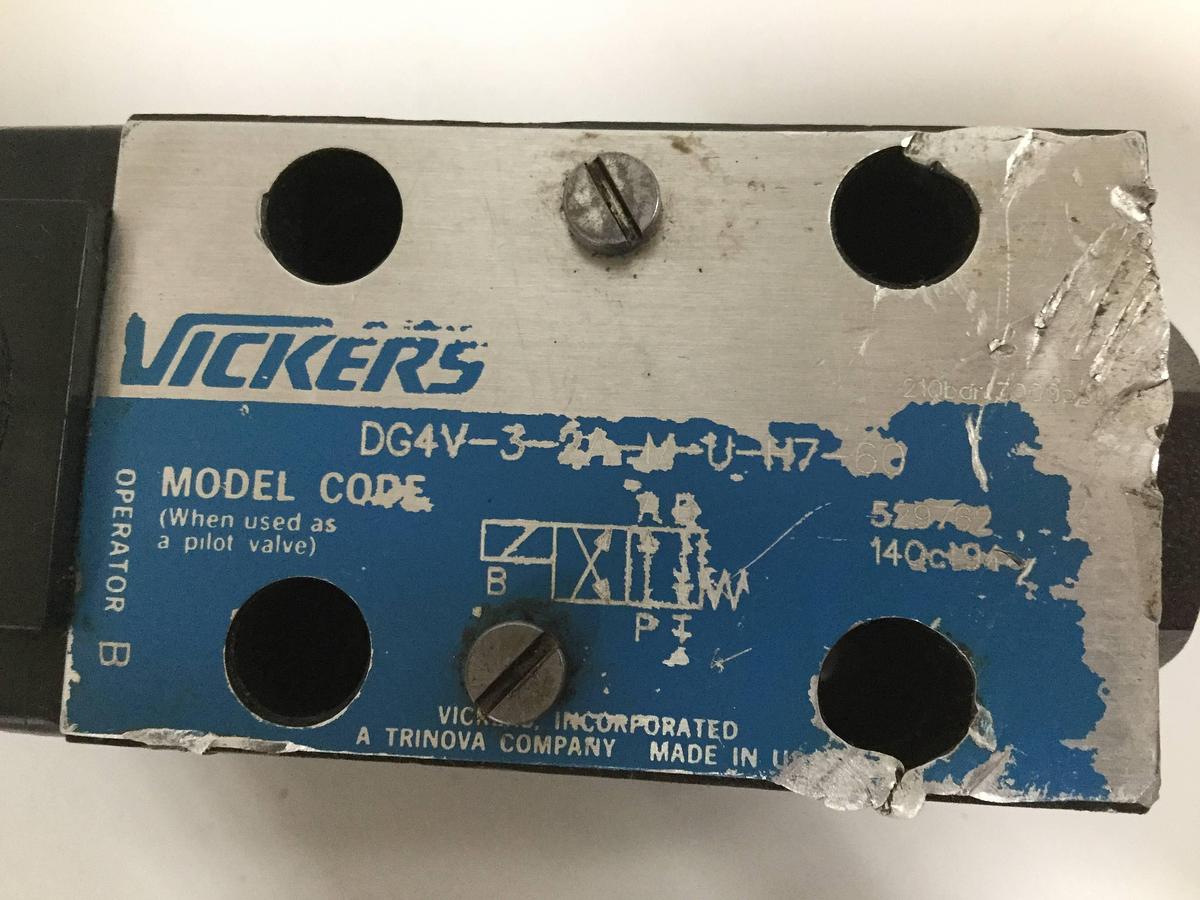 VICKERS
DG4V-3-2A-M-U-H7-60
MODEL CODE
(When used as
a pilot valve)
529762
A B
B
P T
OPERATOR B
INCORPORATED
A TRINOVA COMPANY MADE IN